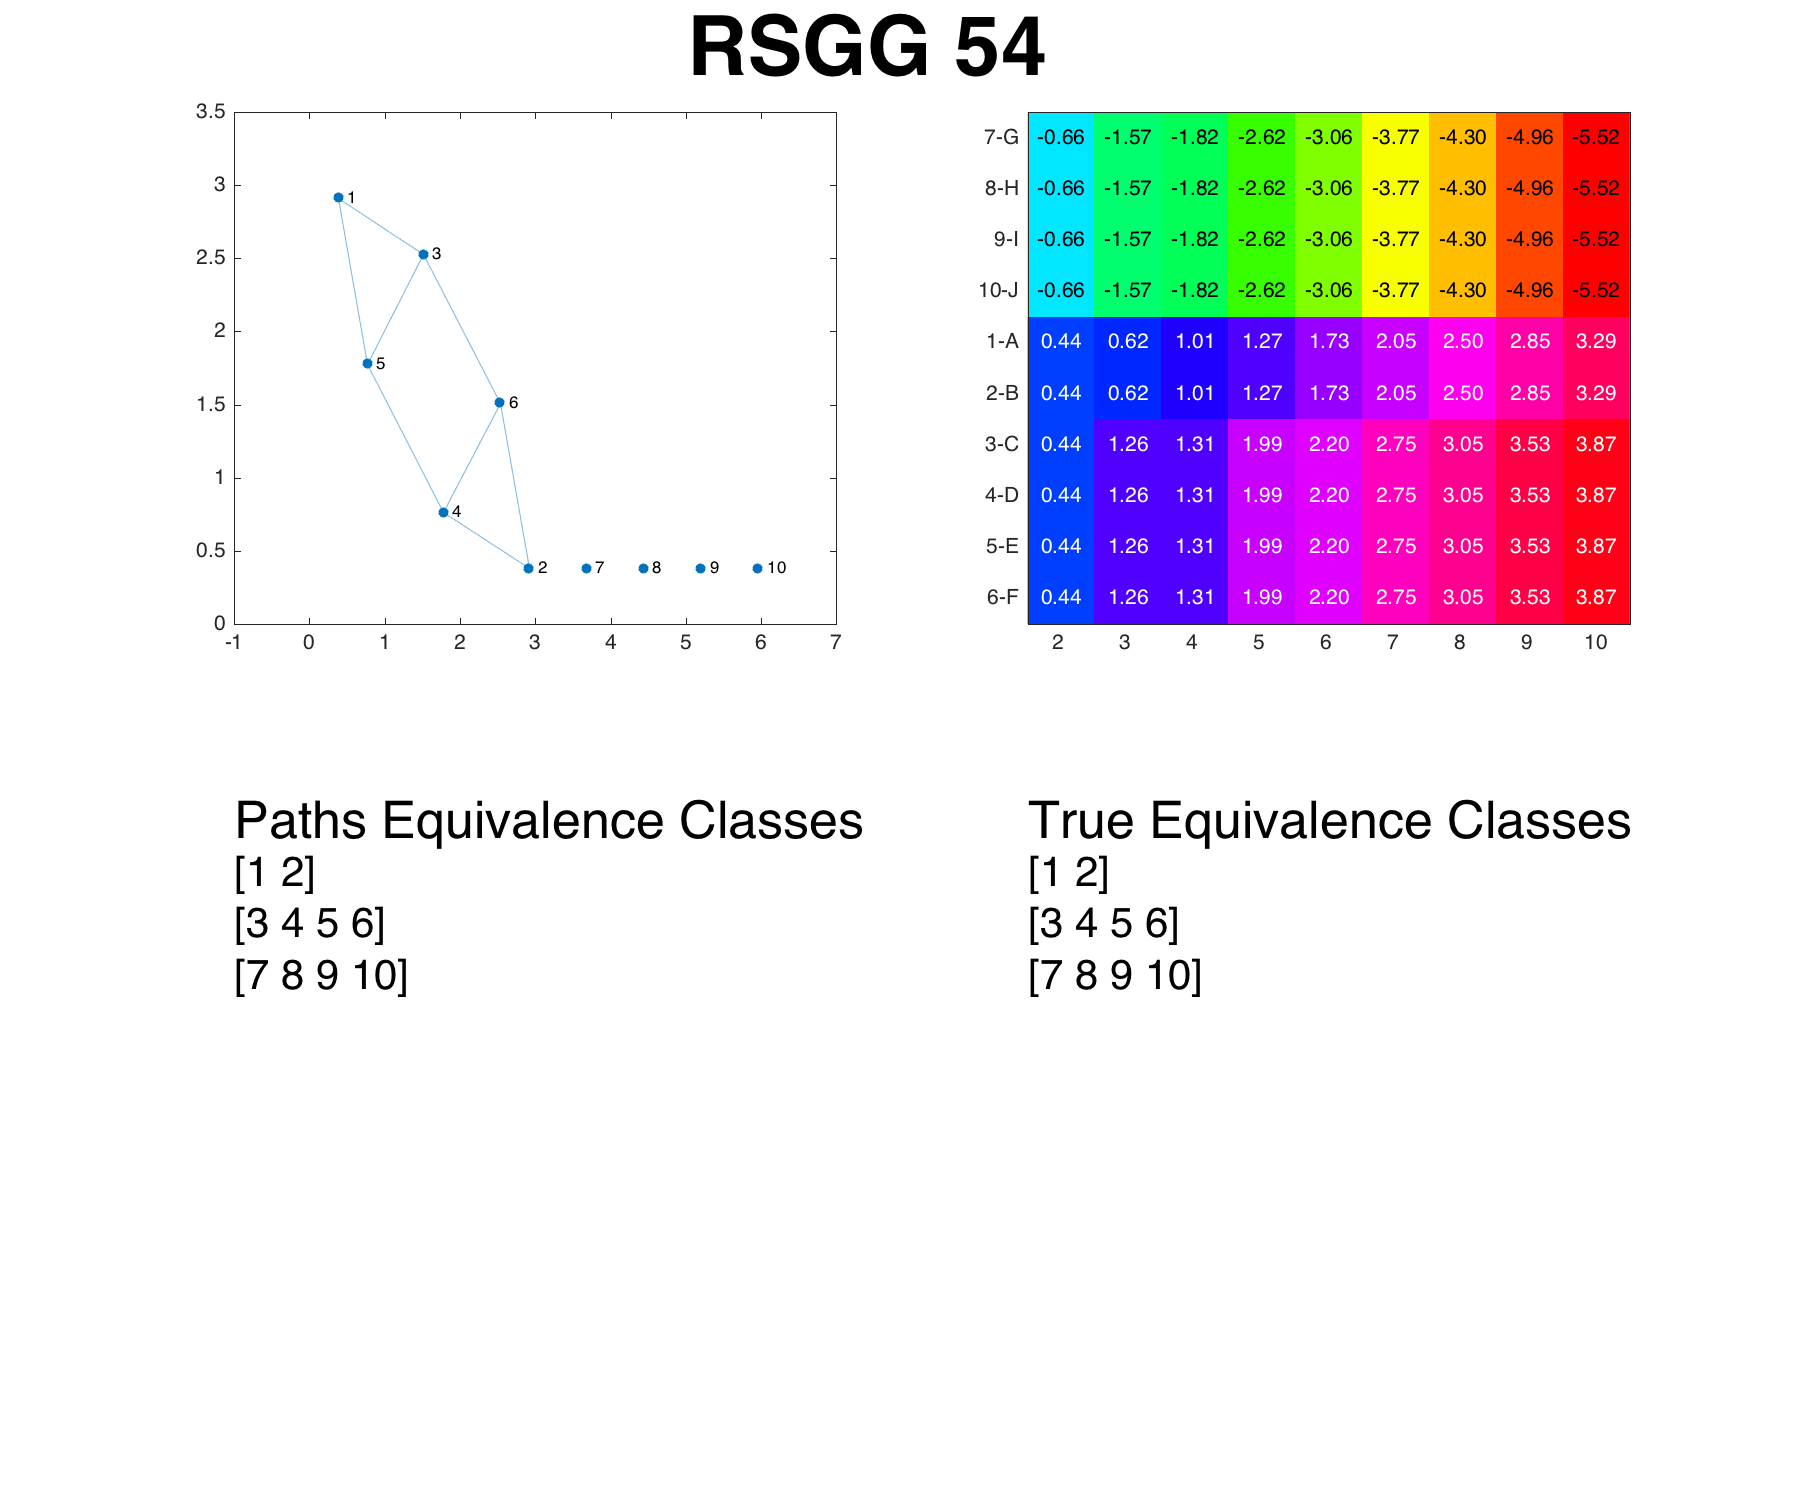 RSGG 54
3.5
3
2.5
2
1.5
1
0.5
0
-1 0 1 2 3 4 5 6 7
1
3
5
6
4
2 7 8 9 10
7-G -0.66 -1.57 -1.82 -2.62 -3.06 -3.77 -4.30 -4.96 -5.52
8-H -0.66 -1.57 -1.82 -2.62 -3.06 -3.77 -4.30 -4.96 -5.52
9-I -0.66 -1.57 -1.82 -2.62 -3.06 -3.77 -4.30 -4.96 -5.52
10-J -0.66 -1.57 -1.82 -2.62 -3.06 -3.77 -4.30 -4.96 -5.52
1-A 0.44 0.62 1.01 1.27 1.73 2.05 2.50 2.85 3.29
2-B 0.44 0.62 1.01 1.27 1.73 2.05 2.50 2.85 3.29
3-C 0.44 1.26 1.31 1.99 2.20 2.75 3.05 3.53 3.87
4-D 0.44 1.26 1.31 1.99 2.20 2.75 3.05 3.53 3.87
5-E 0.44 1.26 1.31 1.99 2.20 2.75 3.05 3.53 3.87
6-F 0.44 1.26 1.31 1.99 2.20 2.75 3.05 3.53 3.87
2 3 4 5 6 7 8 9 10
Paths Equivalence Classes
[1 2]
[3 4 5 6]
[7 8 9 10]
True Equivalence Classes
[1 2]
[3 4 5 6]
[7 8 9 10]